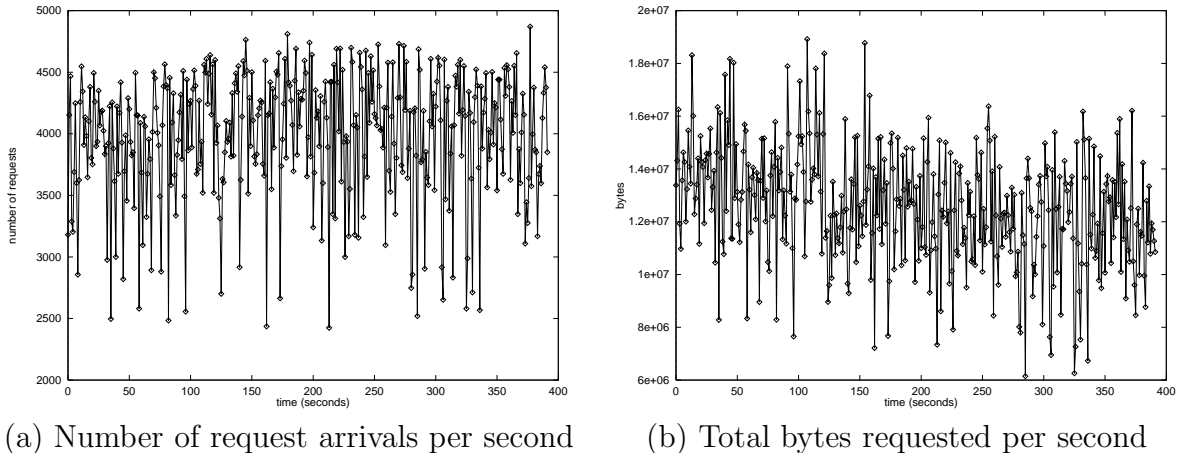 5000
4500
4000
3500
3000
2500
2000
number of requests
0 50 100 150 200 250 300 350 400
time (seconds)
(a) Number of request arrivals per second
2e+07
1.8e+07
1.6e+07
1.4e+07
1.2e+07
1e+07
8e+06
6e+06
bytes
0 50 100 150 200 250 300 350 400
time (seconds)
(b) Total bytes requested per second